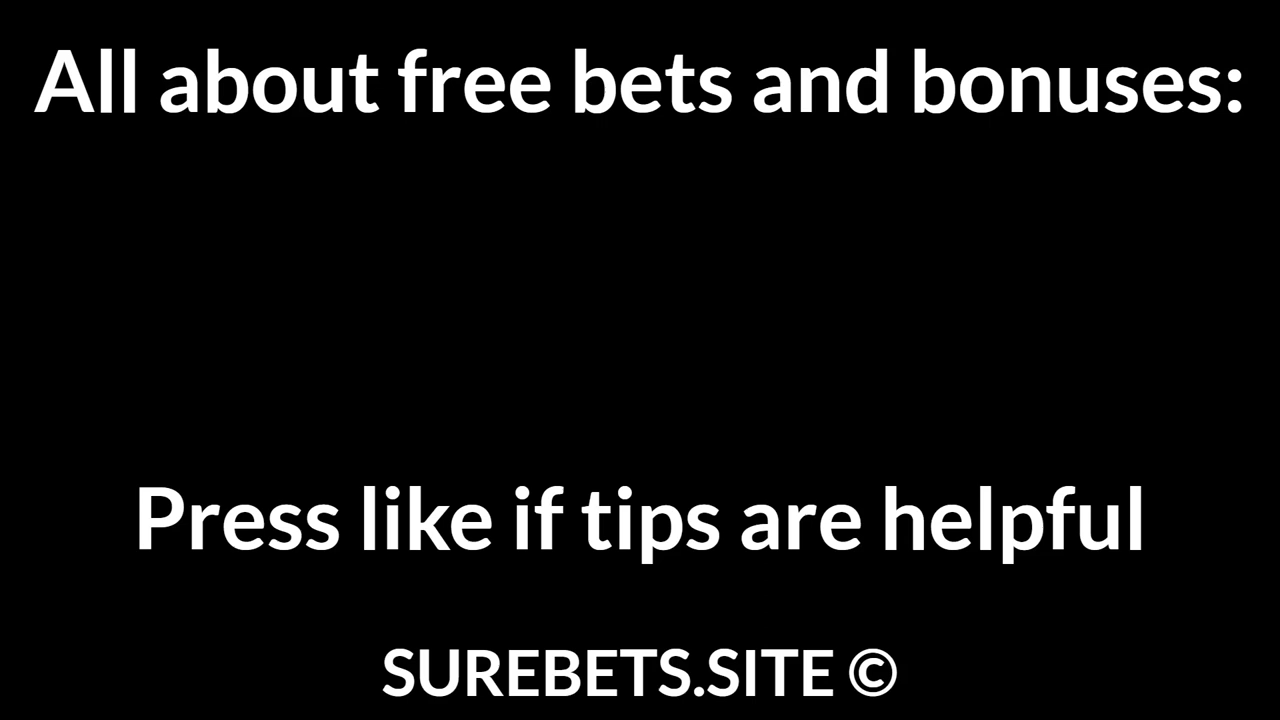 All about free bets and bonuses:
Press like if tips are helpful
SUREBETS.SITE ©